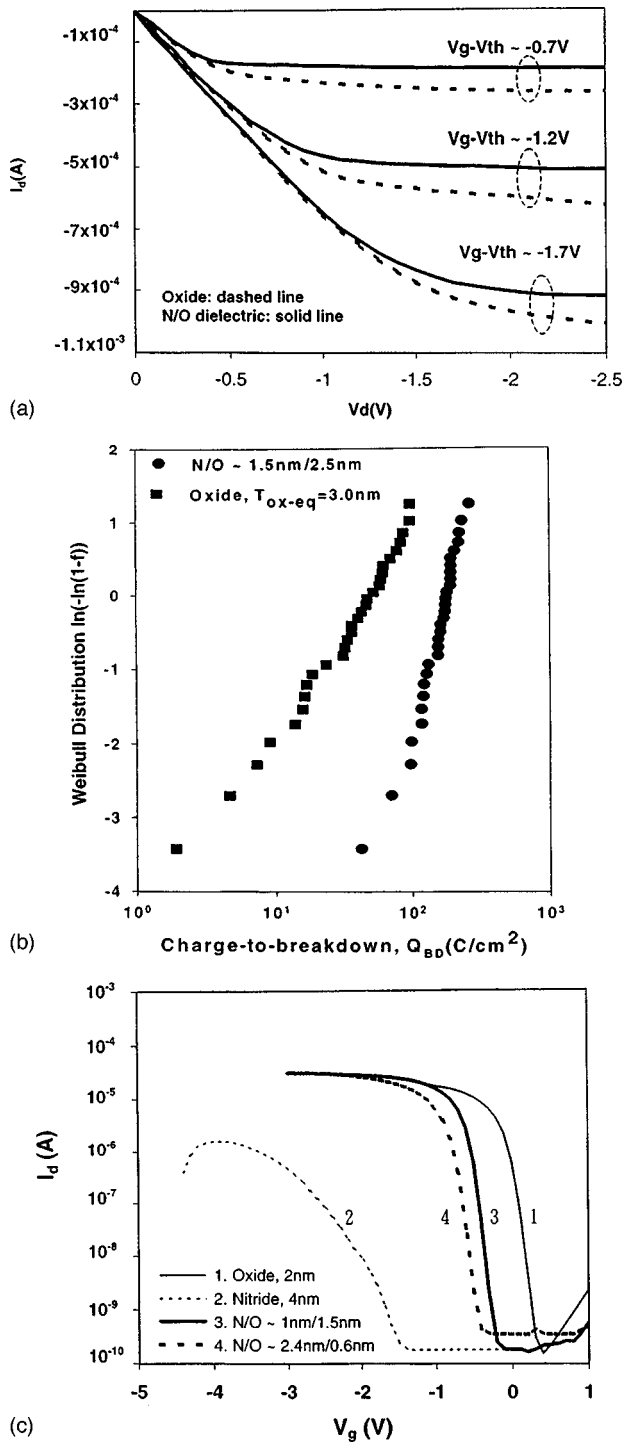 -1x10⁻⁴
-3x10⁻⁴
-5x10⁻⁴
-7x10⁻⁴
-9x10⁻⁴
-1.1x10⁻³
I_d(A)
Vg-Vth ~ -0.7V
Vg-Vth ~ -1.2V
Vg-Vth ~ -1.7V
Oxide: dashed line
N/O dielectric: solid line
0 -0.5 -1 -1.5 -2 -2.5
Vd(V)
(a)
2
1
0
-1
-2
-3
-4
Weibull Distribution ln(-ln(1-f))
N/O ~ 1.5nm/2.5nm
Oxide, T_ox-eq=3.0nm
10⁰ 10¹ 10² 10³
Charge-to-breakdown, Q_BD(C/cm²)
(b)
10⁻³
10⁻⁴
10⁻⁵
10⁻⁶
10⁻⁷
10⁻⁸
10⁻⁹
10⁻¹⁰
I_d (A)
2 4 3 1
1. Oxide, 2nm
2. Nitride, 4nm
3. N/O ~ 1nm/1.5nm
4. N/O ~ 2.4nm/0.6nm
-5 -4 -3 -2 -1 0 1
V_g (V)
(c)